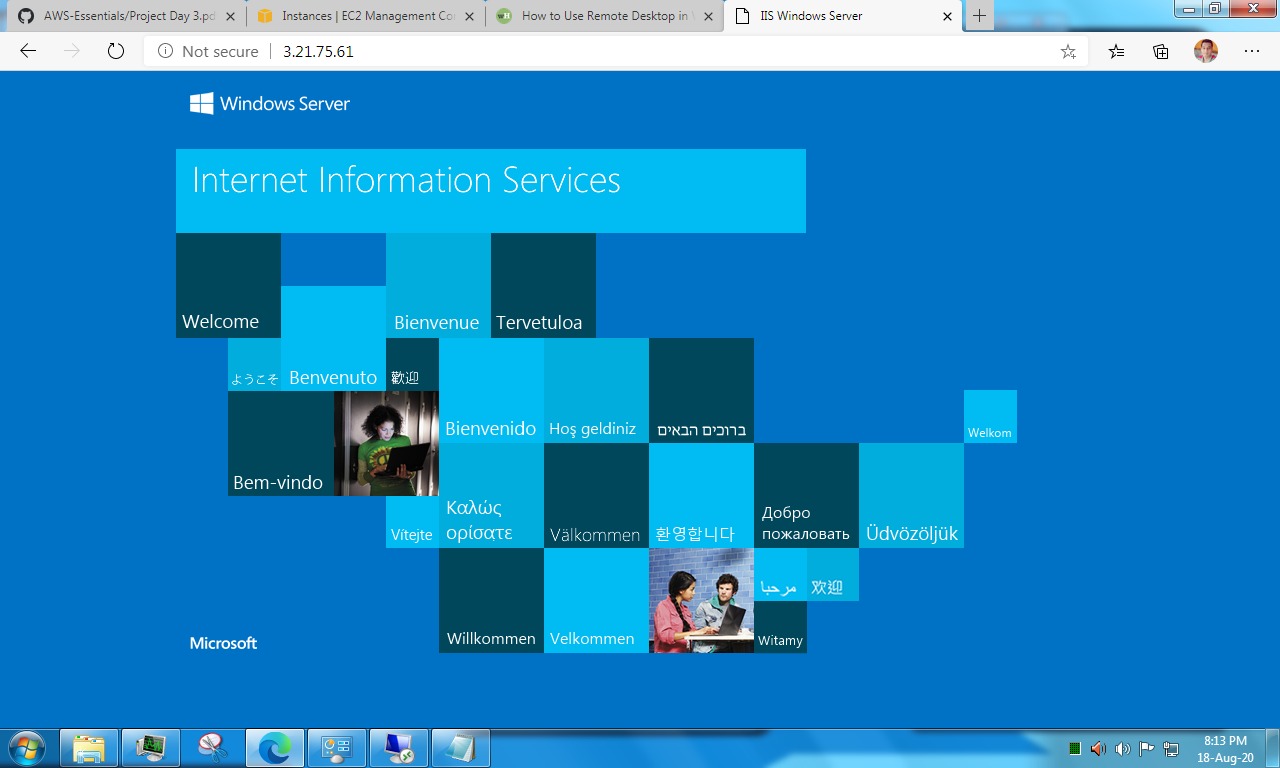 AWS-Essentials/Project Day 3.pd
Instances | EC2 Management Co
How to Use Remote Desktop in
IIS Windows Server
Not secure
3.21.75.61
Windows Server
Internet Information Services
Welcome
Bienvenue
Tervetuloa
ようこそ
Benvenuto
歡迎
Bienvenido
Hoş geldiniz
ברוכים הבאים
Welkom
Bem-vindo
Vítejte
Καλώς
ορίσατε
Välkommen
환영합니다
Добро
пожаловать
Üdvözöljük
مرحبا
欢迎
Microsoft
Willkommen
Velkommen
Witamy
8:13 PM
18-Aug-20